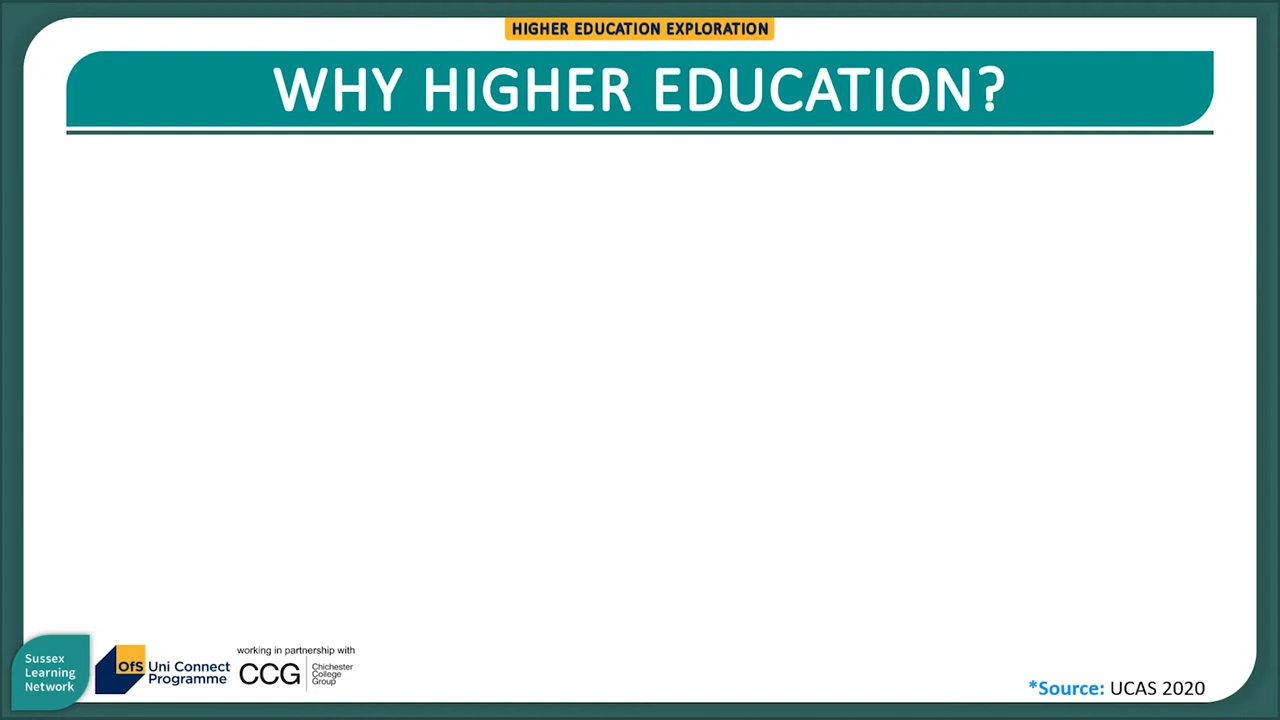 HIGHER EDUCATION EXPLORATION
WHY HIGHER EDUCATION?
Sussex
Learning
Network
OfS
Uni Connect
Programme
working in partnership with
CCG
Chichester
College
Group
*Source: UCAS 2020